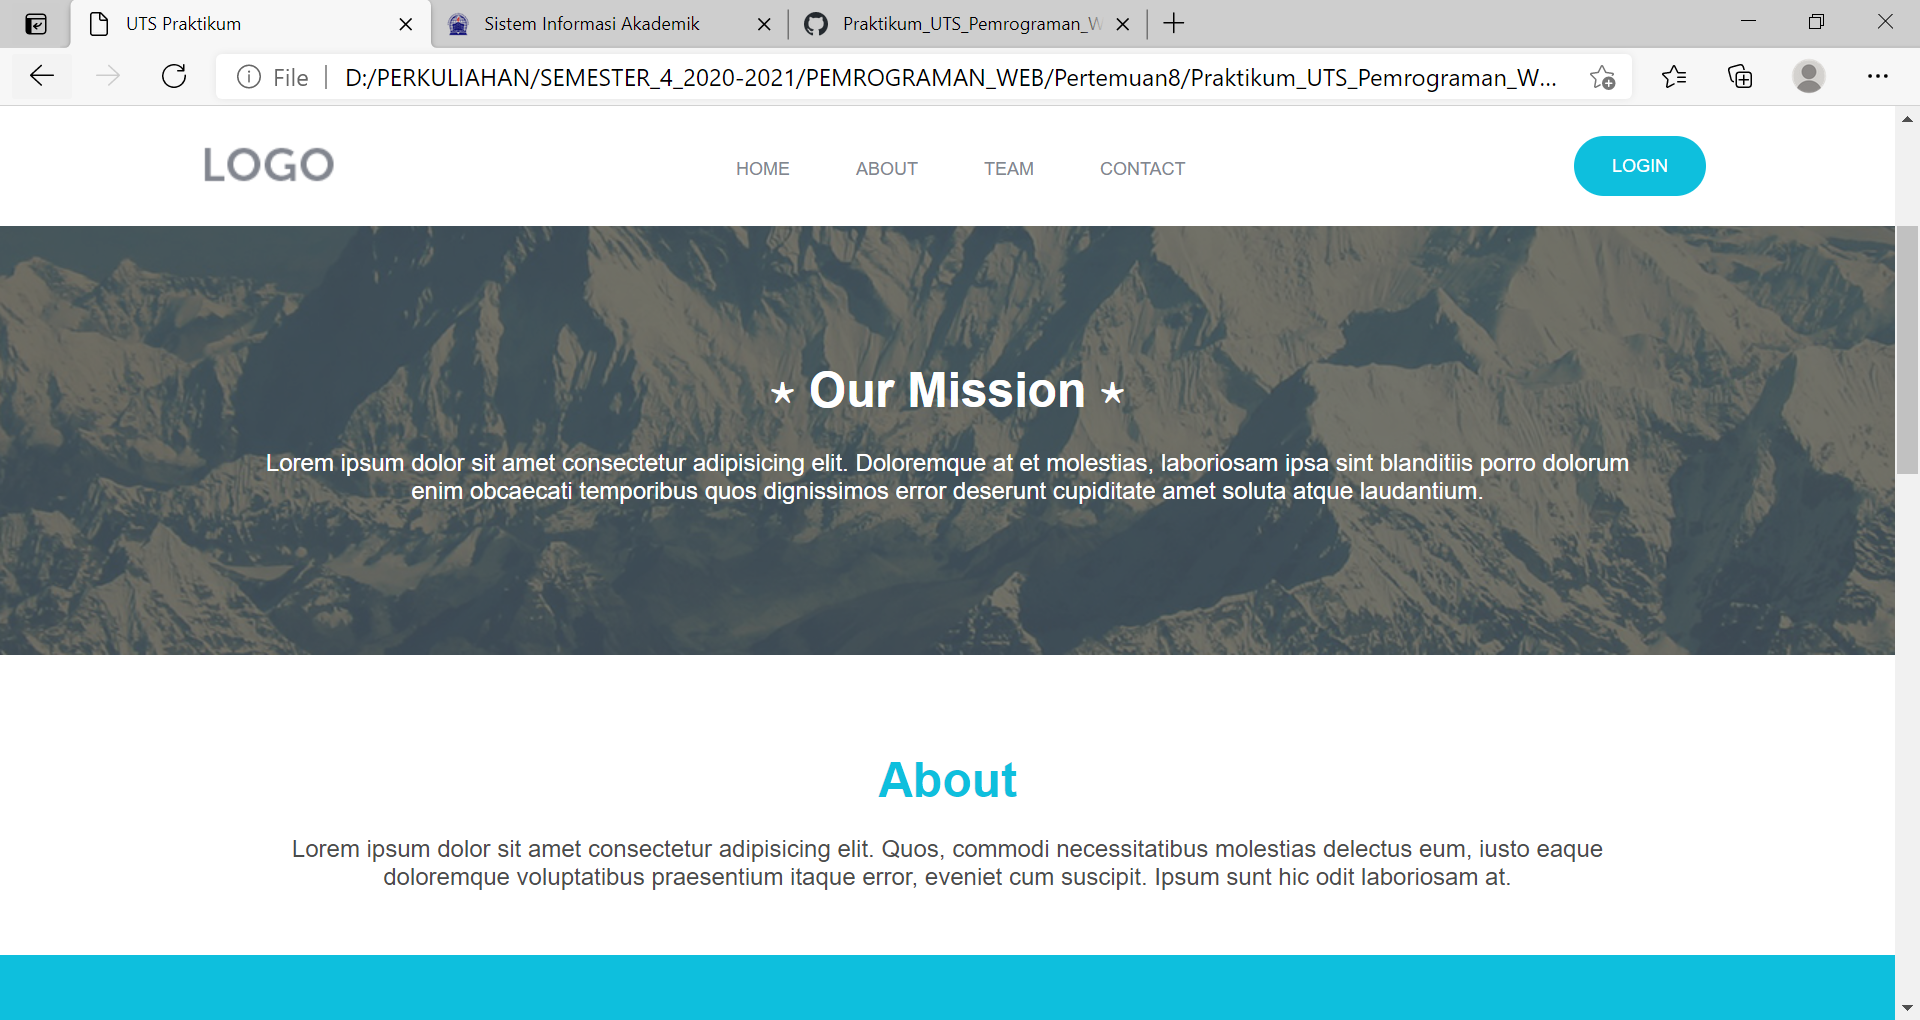 UTS Praktikum
Sistem Informasi Akademik
Praktikum_UTS_Pemrograman_W
File
D:/PERKULIAHAN/SEMESTER_4_2020-2021/PEMROGRAMAN_WEB/Pertemuan8/Praktikum_UTS_Pemrograman_W...
LOGO
HOME ABOUT TEAM CONTACT
LOGIN
⋆ Our Mission ⋆
Lorem ipsum dolor sit amet consectetur adipisicing elit. Doloremque at et molestias, laboriosam ipsa sint blanditiis porro dolorum
enim obcaecati temporibus quos dignissimos error deserunt cupiditate amet soluta atque laudantium.
About
Lorem ipsum dolor sit amet consectetur adipisicing elit. Quos, commodi necessitatibus molestias delectus eum, iusto eaque
doloremque voluptatibus praesentium itaque error, eveniet cum suscipit. Ipsum sunt hic odit laboriosam at.